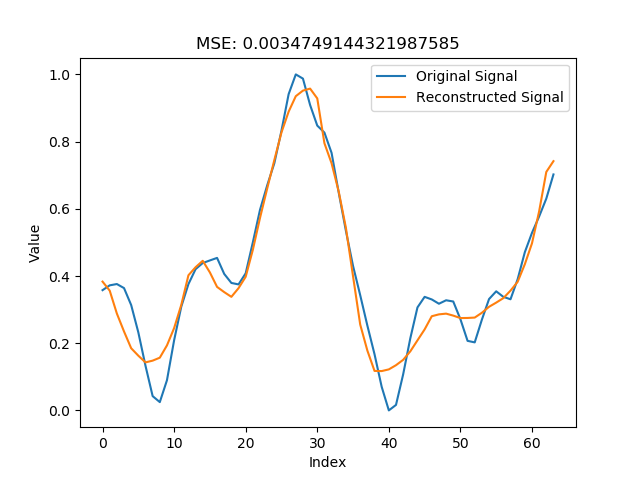 MSE: 0.0034749144321987585
Original Signal
Reconstructed Signal
1.0
0.8
0.6
0.4
0.2
0.0
Value
0 10 20 30 40 50 60
Index